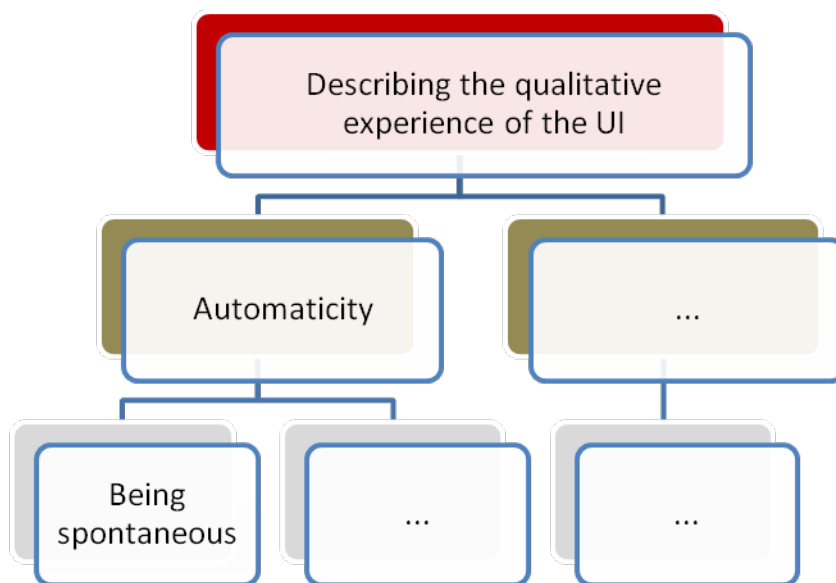 Describing the qualitative
experience of the UI
Automaticity
...
Being
spontaneous
...
...